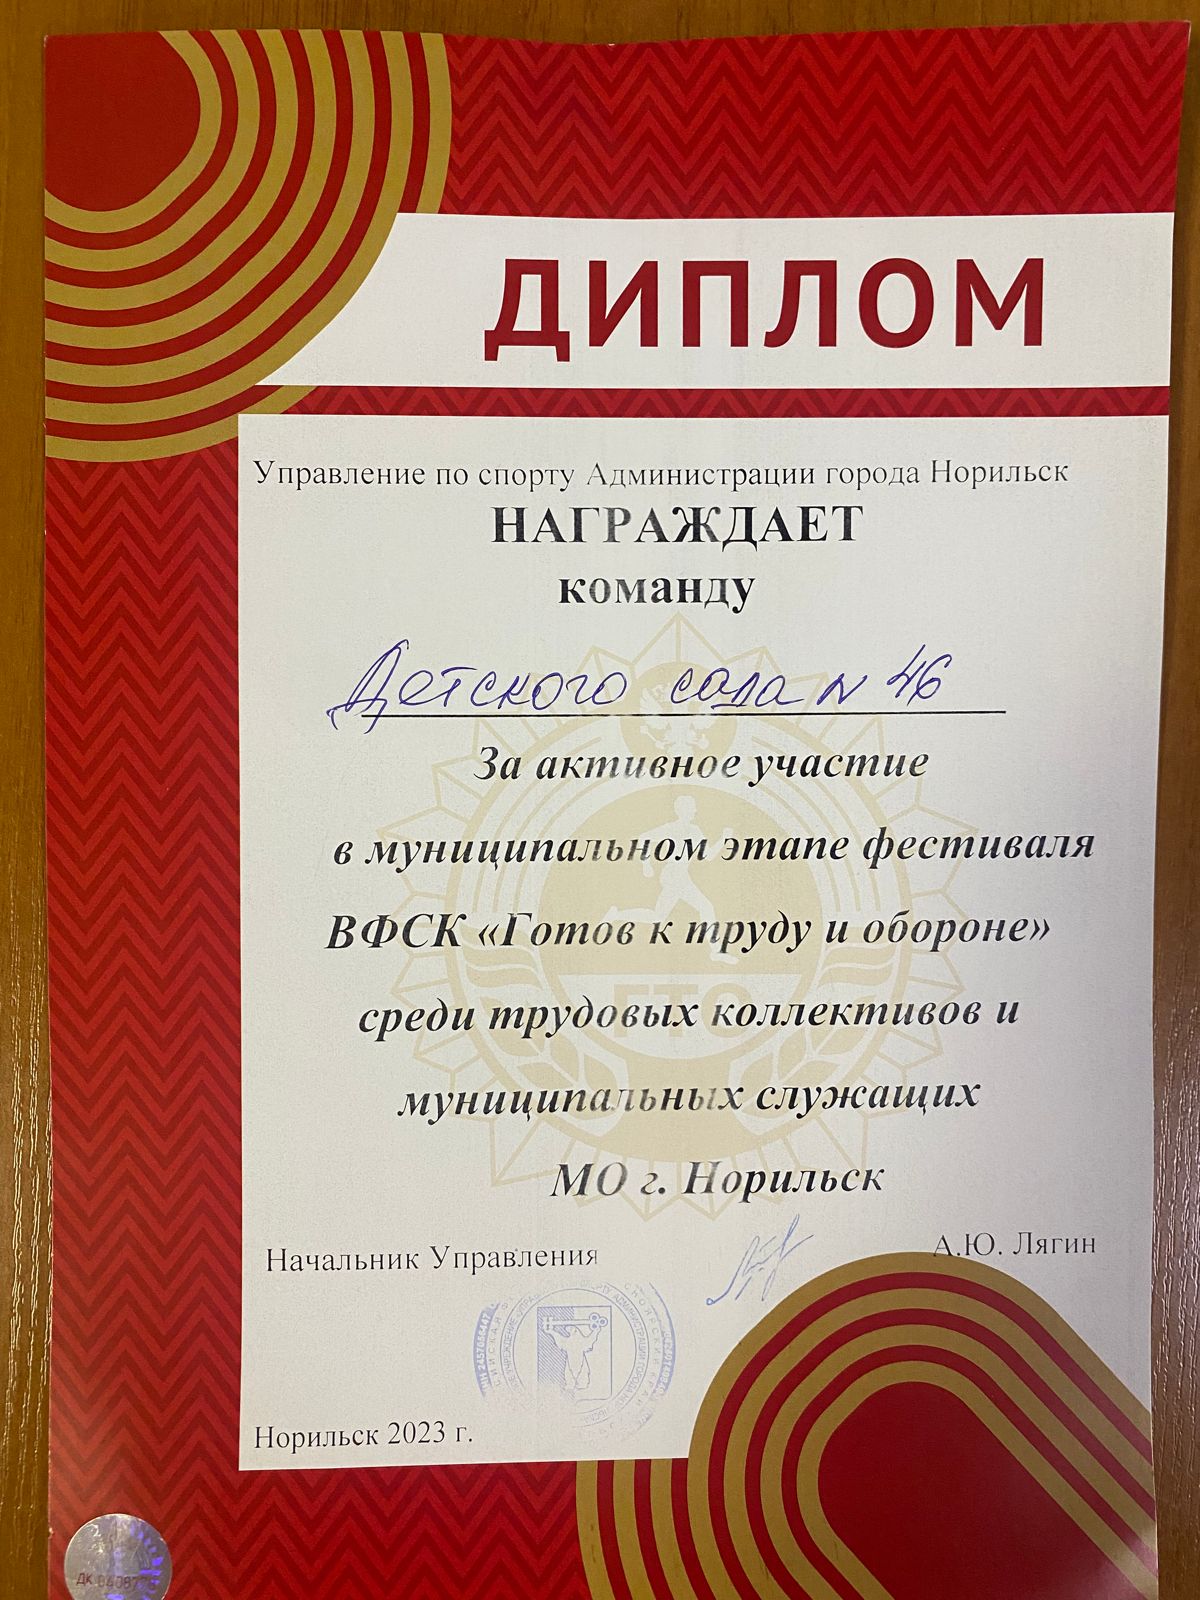 ДИПЛОМ
Управление по спорту Администрации города Норильск
НАГРАЖДАЕТ
команду
Детского сада № 46
За активное участие
в муниципальном этапе фестиваля
ВФСК «Готов к труду и обороне»
среди трудовых коллективов и
муниципальных служащих
МО г. Норильск
ГТО
Начальник Управления
А.Ю. Лягин
Норильск 2023 г.